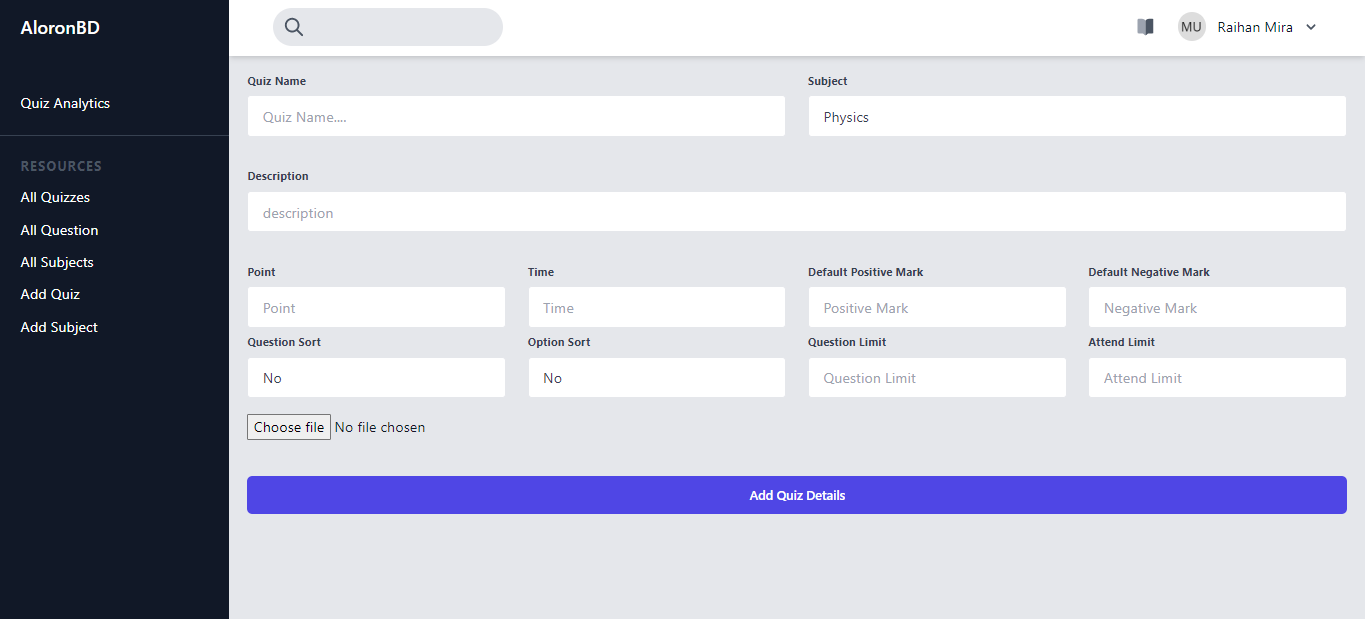 AloronBD
Quiz Analytics
RESOURCES
All Quizzes
All Question
All Subjects
Add Quiz
Add Subject
MU Raihan Mira
Quiz Name Subject
Quiz Name.... Physics
Description
description
Point Time Default Positive Mark Default Negative Mark
Point Time Positive Mark Negative Mark
Question Sort Option Sort Question Limit Attend Limit
No No Question Limit Attend Limit
Choose file No file chosen
Add Quiz Details